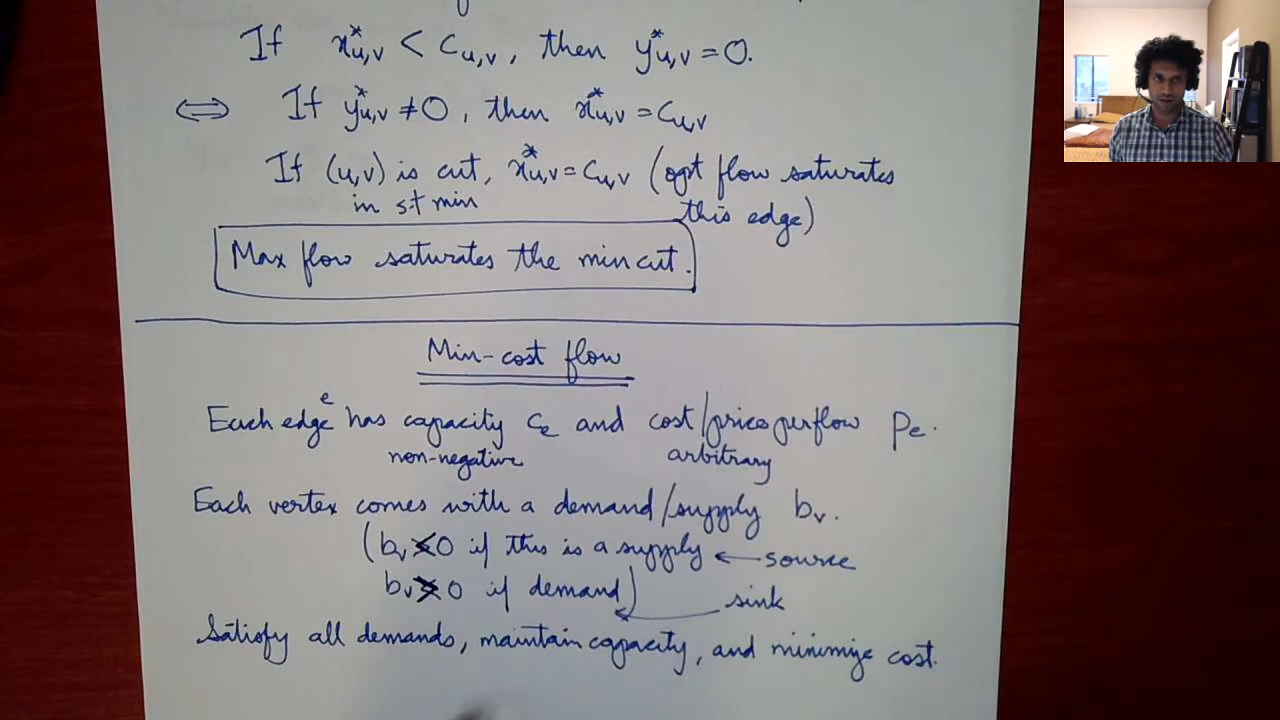 If x*u,v < Cu,v, then y*u,v = 0.
⟺ If y*u,v ≠ 0, then x*u,v = Cu,v
If (u,v) is cut, x*u,v = Cu,v (opt flow saturates
in s-t min this edge)
Max flow saturates the min cut.
Min-cost flow
Each edge e has capacity Ce and cost/price per flow Pe.
non-negative arbitrary
Each vertex comes with a demand/supply bv.
(bv < 0 if this is a supply ← source
bv > 0 if demand) ← sink
Satisfy all demands, maintain capacity, and minimize cost.